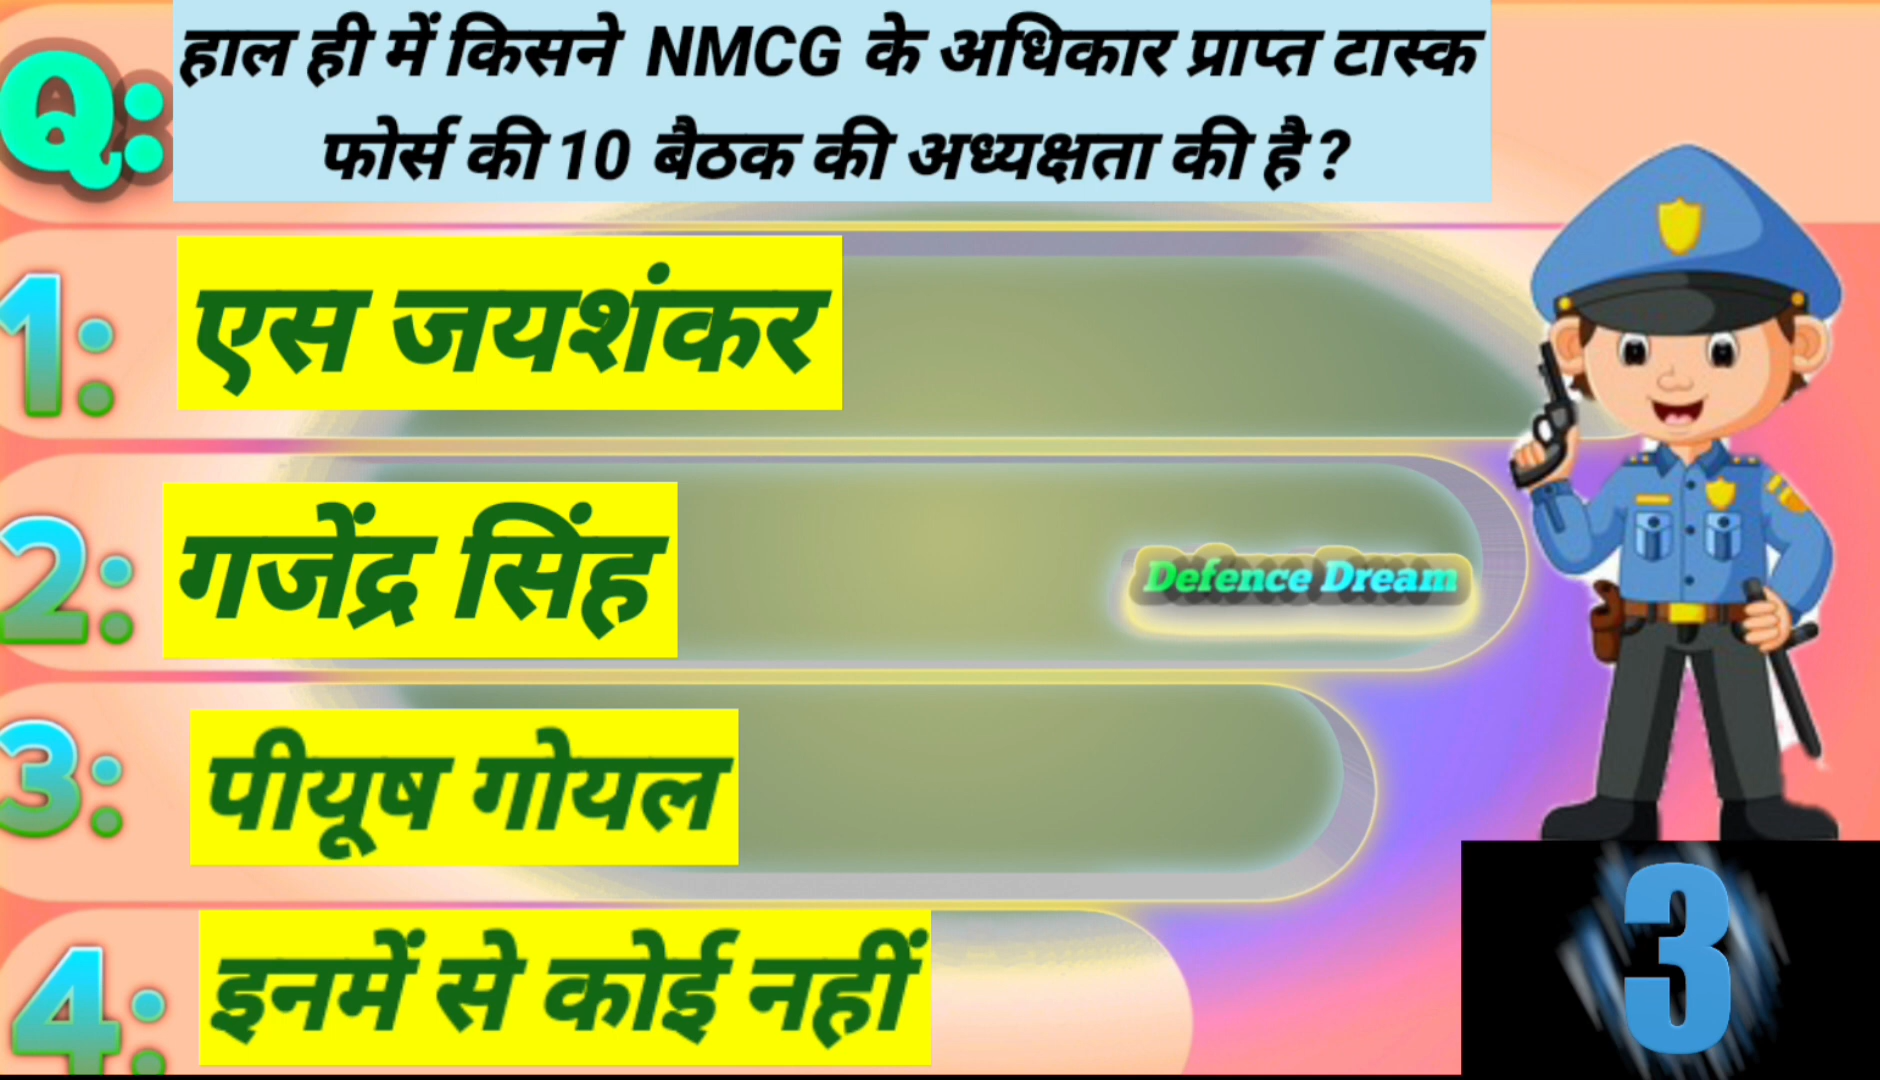 Q: हाल ही में किसने NMCG के अधिकार प्राप्त टास्क
फोर्स की 10 बैठक की अध्यक्षता की है ?
1: एस जयशंकर
2: गजेंद्र सिंह
Defence Dream
3: पीयूष गोयल
4: इनमें से कोई नहीं
3